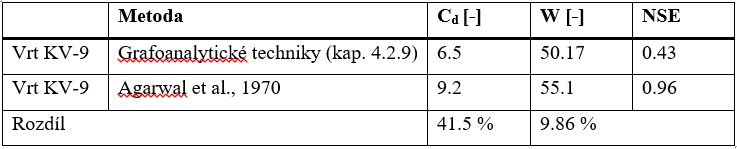 Metoda Cd [-] W [-] NSE
Vrt KV-9 Grafoanalytické techniky (kap. 4.2.9) 6.5 50.17 0.43
Vrt KV-9 Agarwal et al., 1970 9.2 55.1 0.96
Rozdíl 41.5 % 9.86 %